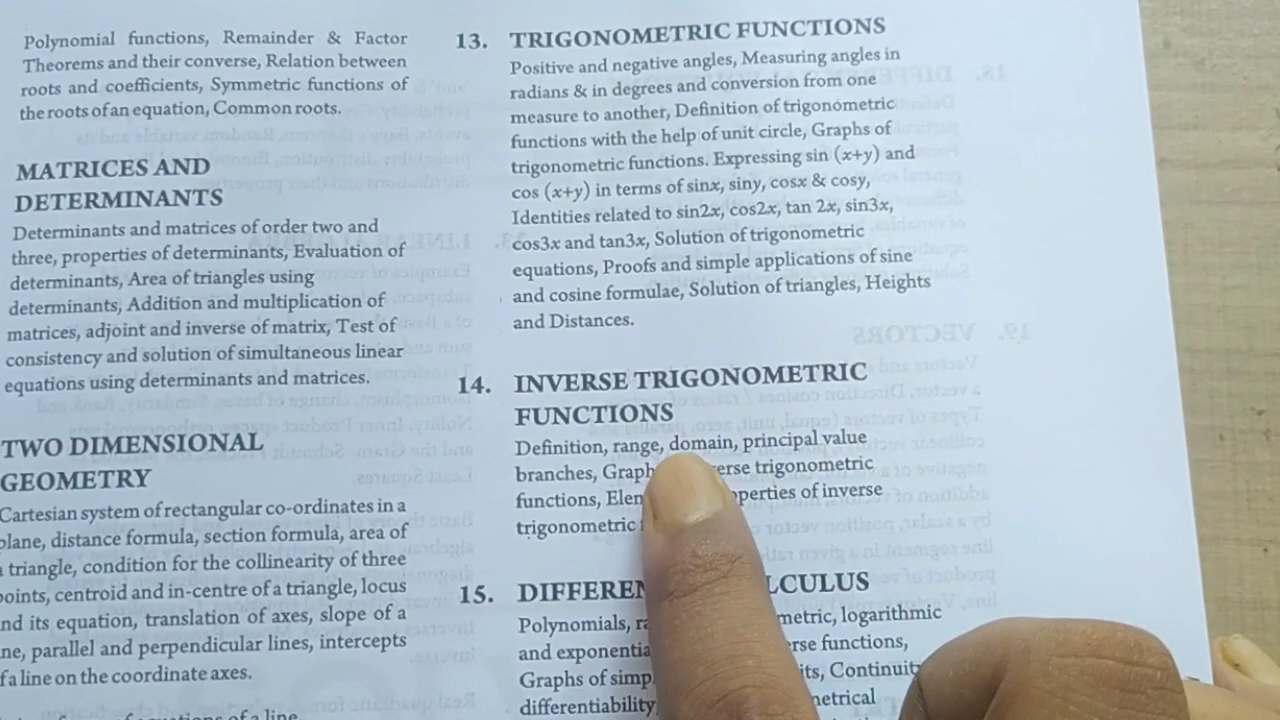 Polynomial functions, Remainder & Factor
Theorems and their converse, Relation between
roots and coefficients, Symmetric functions of
the roots of an equation, Common roots.
MATRICES AND
DETERMINANTS
Determinants and matrices of order two and
three, properties of determinants, Evaluation of
determinants, Area of triangles using
determinants, Addition and multiplication of
matrices, adjoint and inverse of matrix, Test of
consistency and solution of simultaneous linear
equations using determinants and matrices.
TWO DIMENSIONAL
GEOMETRY
Cartesian system of rectangular co-ordinates in a
plane, distance formula, section formula, area of
a triangle, condition for the collinearity of three
points, centroid and in-centre of a triangle, locus
and its equation, translation of axes, slope of a
line, parallel and perpendicular lines, intercepts
of a line on the coordinate axes.
of a line
13. TRIGONOMETRIC FUNCTIONS
Positive and negative angles, Measuring angles in
radians & in degrees and conversion from one
measure to another, Definition of trigonometric
functions with the help of unit circle, Graphs of
trigonometric functions. Expressing sin (x+y) and
cos (x+y) in terms of sinx, siny, cosx & cosy,
Identities related to sin2x, cos2x, tan 2x, sin3x,
cos3x and tan3x, Solution of trigonometric
equations, Proofs and simple applications of sine
and cosine formulae, Solution of triangles, Heights
and Distances.
14. INVERSE TRIGONOMETRIC
FUNCTIONS
Definition, range, domain, principal value
branches, Graph erse trigonometric
functions, Elem operties of inverse
trigonometric
15. DIFFEREN LCULUS
Polynomials, ra metric, logarithmic
and exponentia rse functions,
Graphs of simp its, Continuit
differentiability, metrical